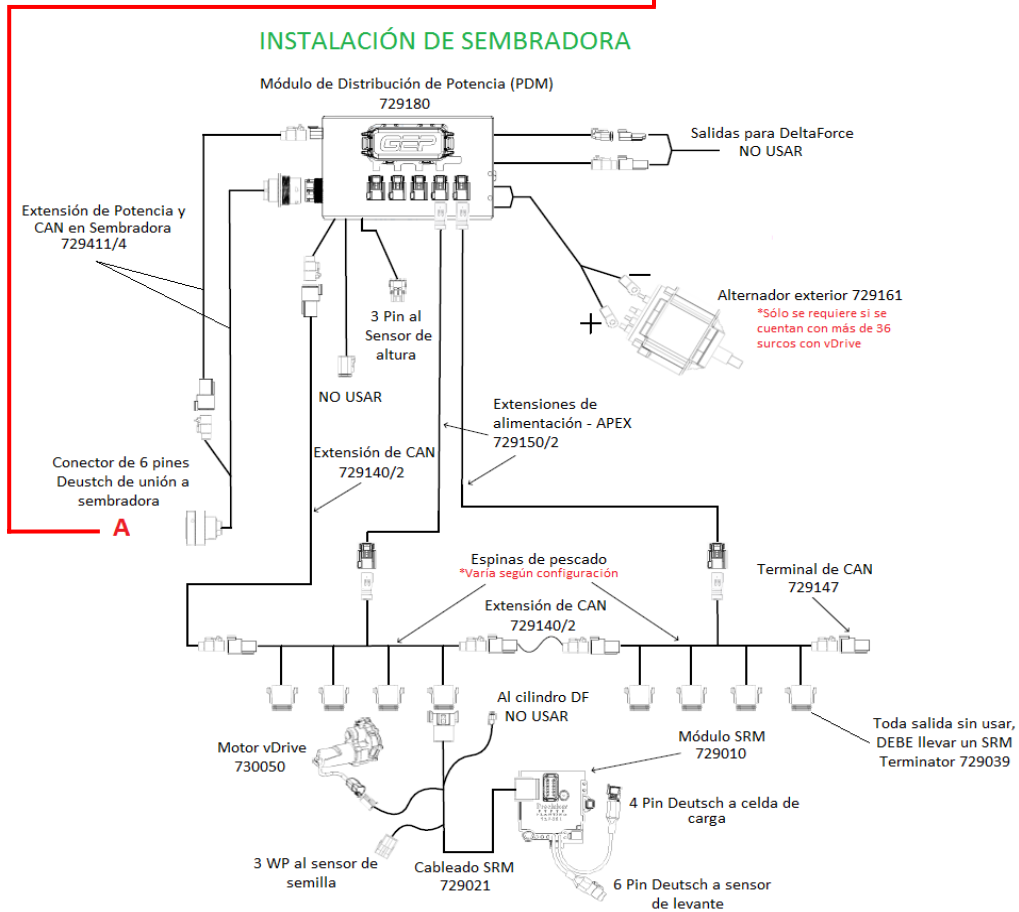 INSTALACIÓN DE SEMBRADORA
Módulo de Distribución de Potencia (PDM)
729180
GEP
Salidas para DeltaForce
NO USAR
Extensión de Potencia y
CAN en Sembradora
729411/4
Alternador exterior 729161
*Sólo se requiere si se
cuentan con más de 36
surcos con vDrive
3 Pin al
Sensor de
altura
NO USAR
Extensiones de
alimentación - APEX
729150/2
Extensión de CAN
729140/2
Conector de 6 pines
Deustch de unión a
sembradora
A
Espinas de pescado
*Varía según configuración
Terminal de CAN
729147
Extensión de CAN
729140/2
Al cilindro DF
NO USAR
Toda salida sin usar,
DEBE llevar un SRM
Terminator 729039
Motor vDrive
730050
Módulo SRM
729010
4 Pin Deutsch a celda de
carga
3 WP al sensor de
semilla
Cableado SRM
729021
6 Pin Deutsch a sensor
de levante